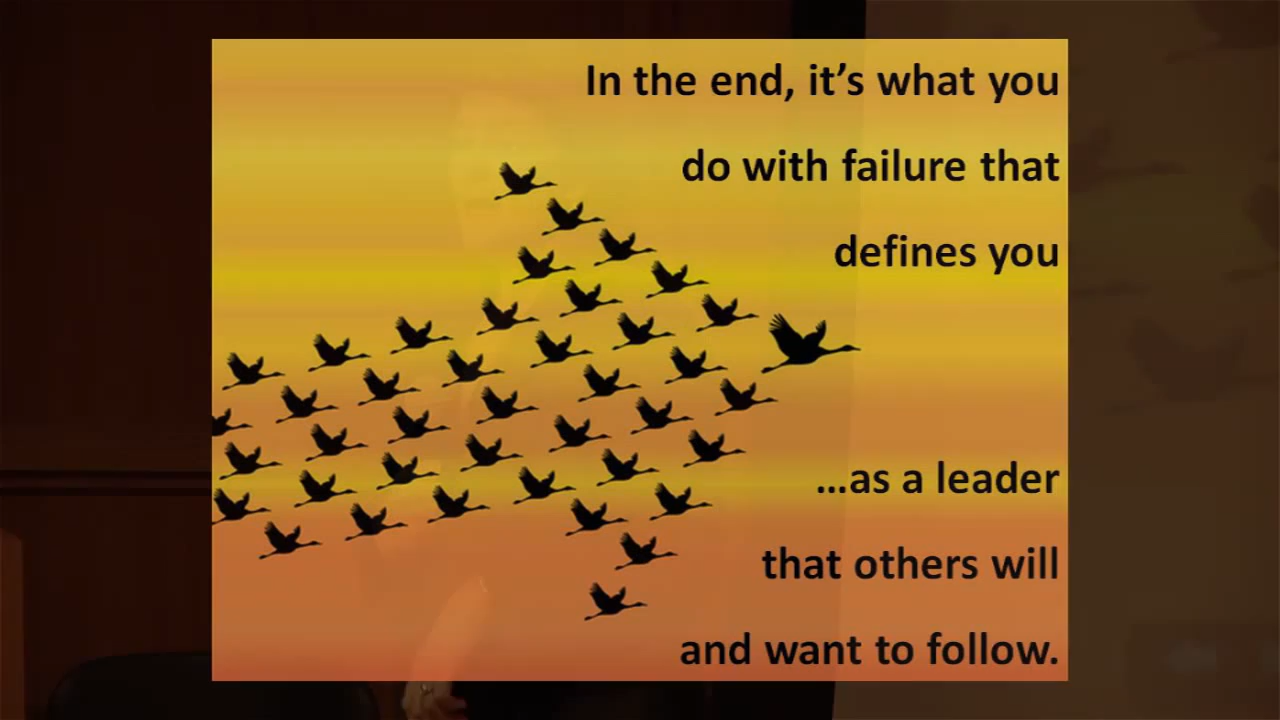 In the end, it’s what you
do with failure that
defines you
…as a leader
that others will
and want to follow.